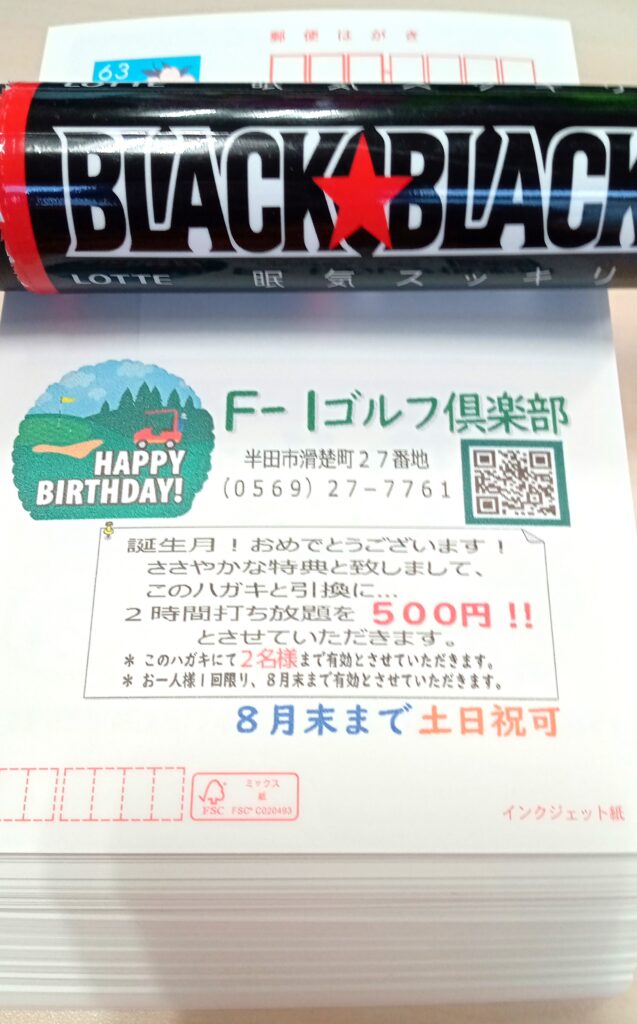 郵便はがき
63
LOTTE
BLACK★BLACK
LOTTE 眠気スッキリ
F-1ゴルフ倶楽部
半田市滑楚町27番地
(0569)27-7761
HAPPY
BIRTHDAY!
誕生月!おめでとうございます!
ささやかな特典と致しまして、
このハガキと引換に...
2時間打ち放題を 500円!!
とさせていただきます。
* このハガキにて2名様まで有効とさせていただきます。
* お一人様1回限り、8月末まで有効とさせていただきます。
8月末まで 土日祝可
ミックス
紙
FSC
FSC® C020493
インクジェット紙